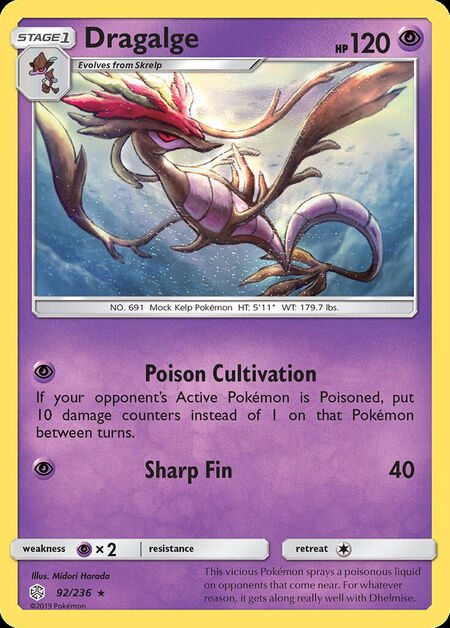 STAGE 1
Dragalge
HP 120
Evolves from Skrelp
NO. 691 Mock Kelp Pokémon HT: 5'11" WT: 179.7 lbs.
Poison Cultivation
If your opponent's Active Pokémon is Poisoned, put
10 damage counters instead of 1 on that Pokémon
between turns.
Sharp Fin 40
weakness ×2 resistance retreat
Illus. Midori Harada
92/236 ★
©2019 Pokémon
This vicious Pokémon sprays a poisonous liquid
on opponents that come near. For whatever
reason, it gets along really well with Dhelmise.